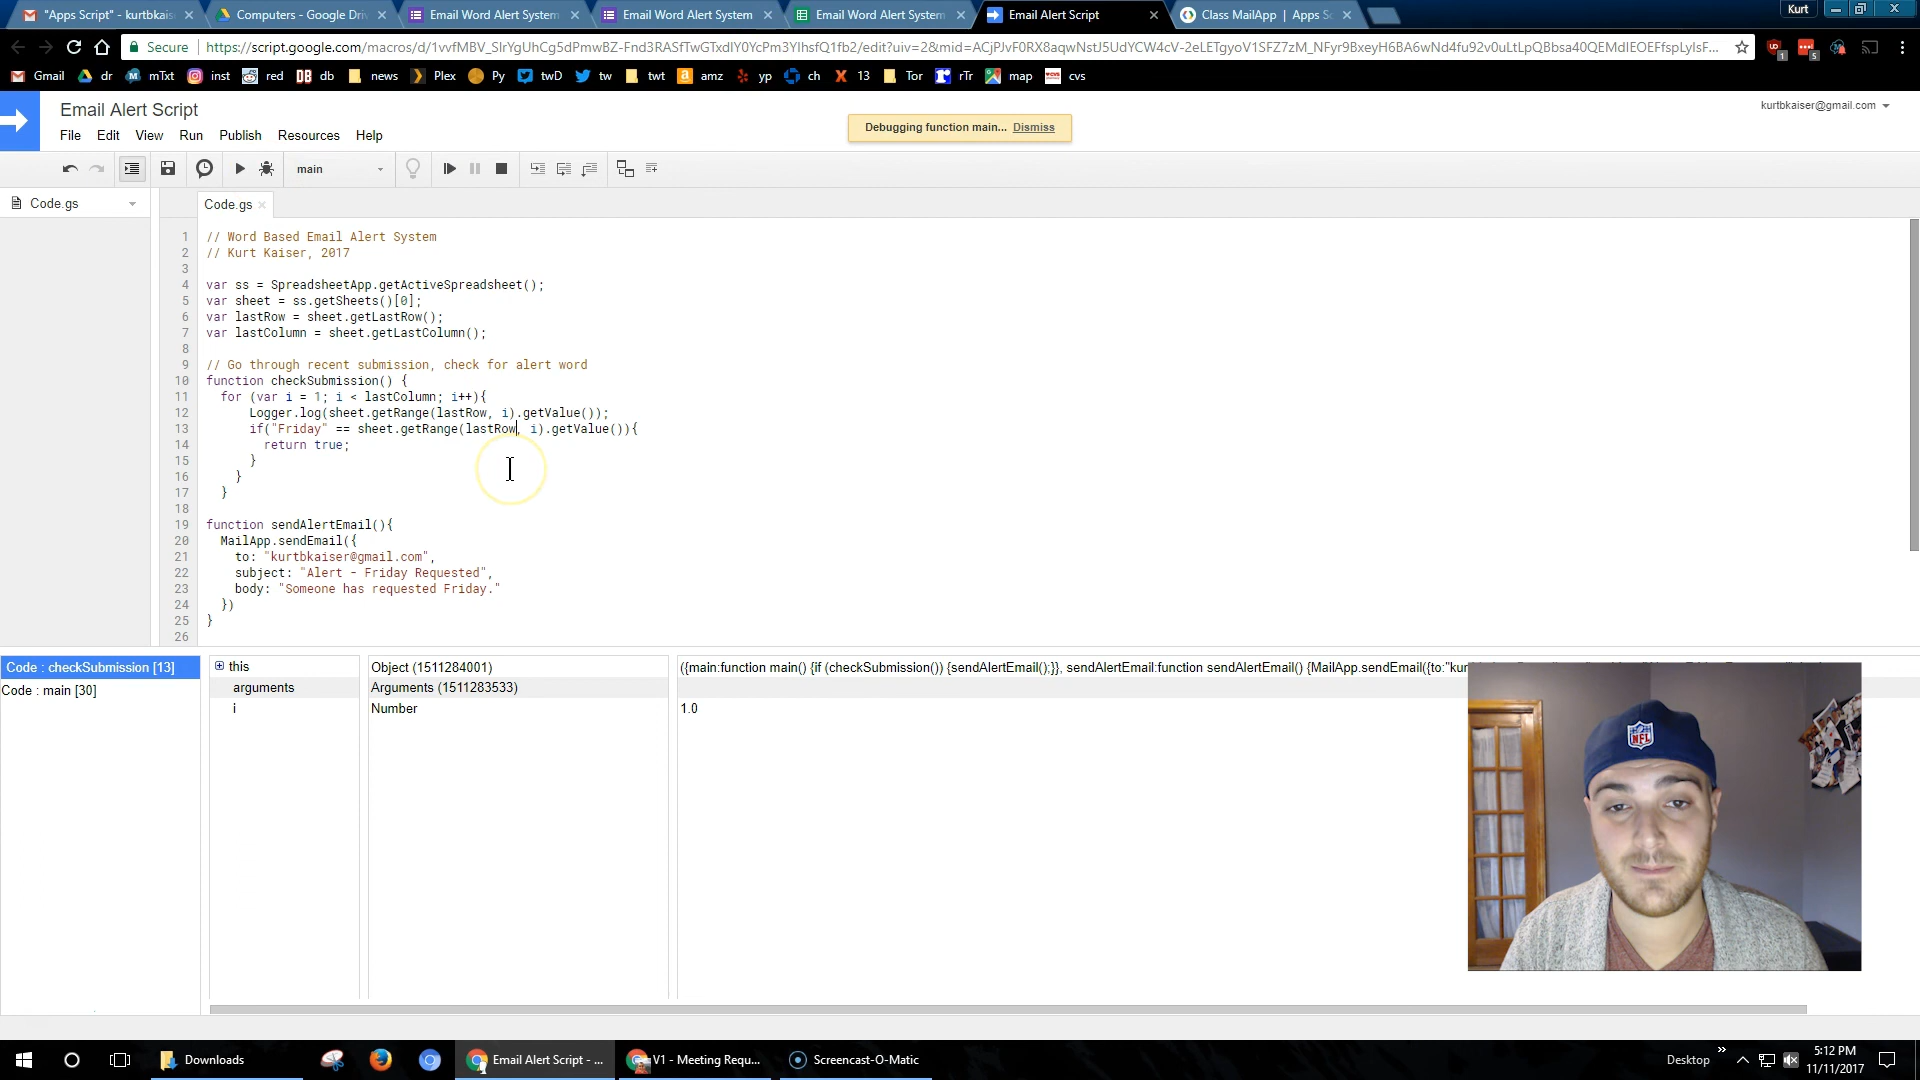 "Apps Script" - kurtbkais
Computers - Google Driv
Email Word Alert System
Email Word Alert System
Email Word Alert System
Email Alert Script
Class MailApp | Apps Sc
Kurt
Secure
https://script.google.com/macros/d/1vvfMBV_SlrYgUhCg5dPmwBZ-Fnd3RASfTwGTxdlY0YcPm3YIhsfQ1fb2/edit?uiv=2&mid=ACjPJvF0RX8aqwNstJ5UdYCW4cV-2eLETgyoV1SFZ7zM_NFyr9BxeyH6BA6wNd4fu92v0uLtLpQBbsa40QEMdIEOEFfspLylsF...
1
5
Gmail dr mTxt inst red db news Plex Py twD tw twt amz yp ch 13 Tor rTr map cvs
Email Alert Script
kurtbkaiser@gmail.com
File Edit View Run Publish Resources Help
Debugging function main... Dismiss
main
Code.gs
Code.gs
1 // Word Based Email Alert System
2 // Kurt Kaiser, 2017
3
4 var ss = SpreadsheetApp.getActiveSpreadsheet();
5 var sheet = ss.getSheets()[0];
6 var lastRow = sheet.getLastRow();
7 var lastColumn = sheet.getLastColumn();
8
9 // Go through recent submission, check for alert word
10 function checkSubmission() {
11 for (var i = 1; i < lastColumn; i++){
12 Logger.log(sheet.getRange(lastRow, i).getValue());
13 if("Friday" == sheet.getRange(lastRow, i).getValue()){
14 return true;
15 }
16 }
17 }
18
19 function sendAlertEmail(){
20 MailApp.sendEmail({
21 to: "kurtbkaiser@gmail.com",
22 subject: "Alert - Friday Requested",
23 body: "Someone has requested Friday."
24 })
25 }
26
Code : checkSubmission [13]
Code : main [30]
this Object (1511284001) ({main:function main() {if (checkSubmission()) {sendAlertEmail();}}, sendAlertEmail:function sendAlertEmail() {MailApp.sendEmail({to:"kur
arguments Arguments (1511283533)
i Number 1.0
NFL
Downloads
Email Alert Script - ...
V1 - Meeting Requ...
Screencast-O-Matic
Desktop
5:12 PM
11/11/2017